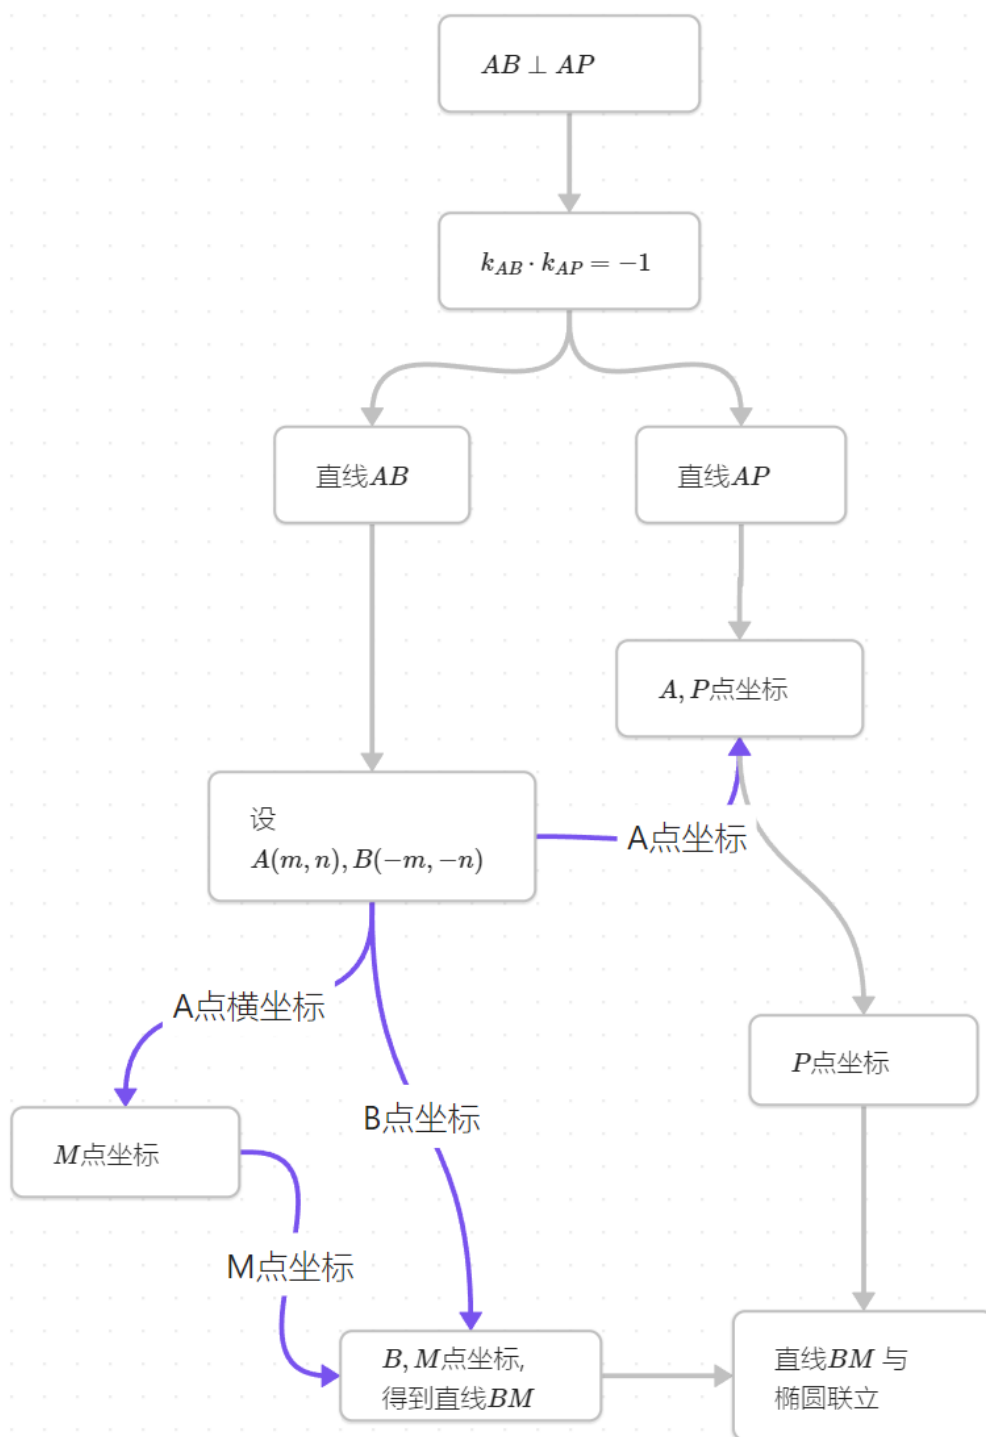 AB ⊥ AP
k_{AB} · k_{AP} = −1
直线AB
直线AP
A, P点坐标
设
A(m, n), B(−m, −n)
A点坐标
A点横坐标
P点坐标
B点坐标
M点坐标
M点坐标
B, M点坐标,
得到直线BM
直线BM 与
椭圆联立